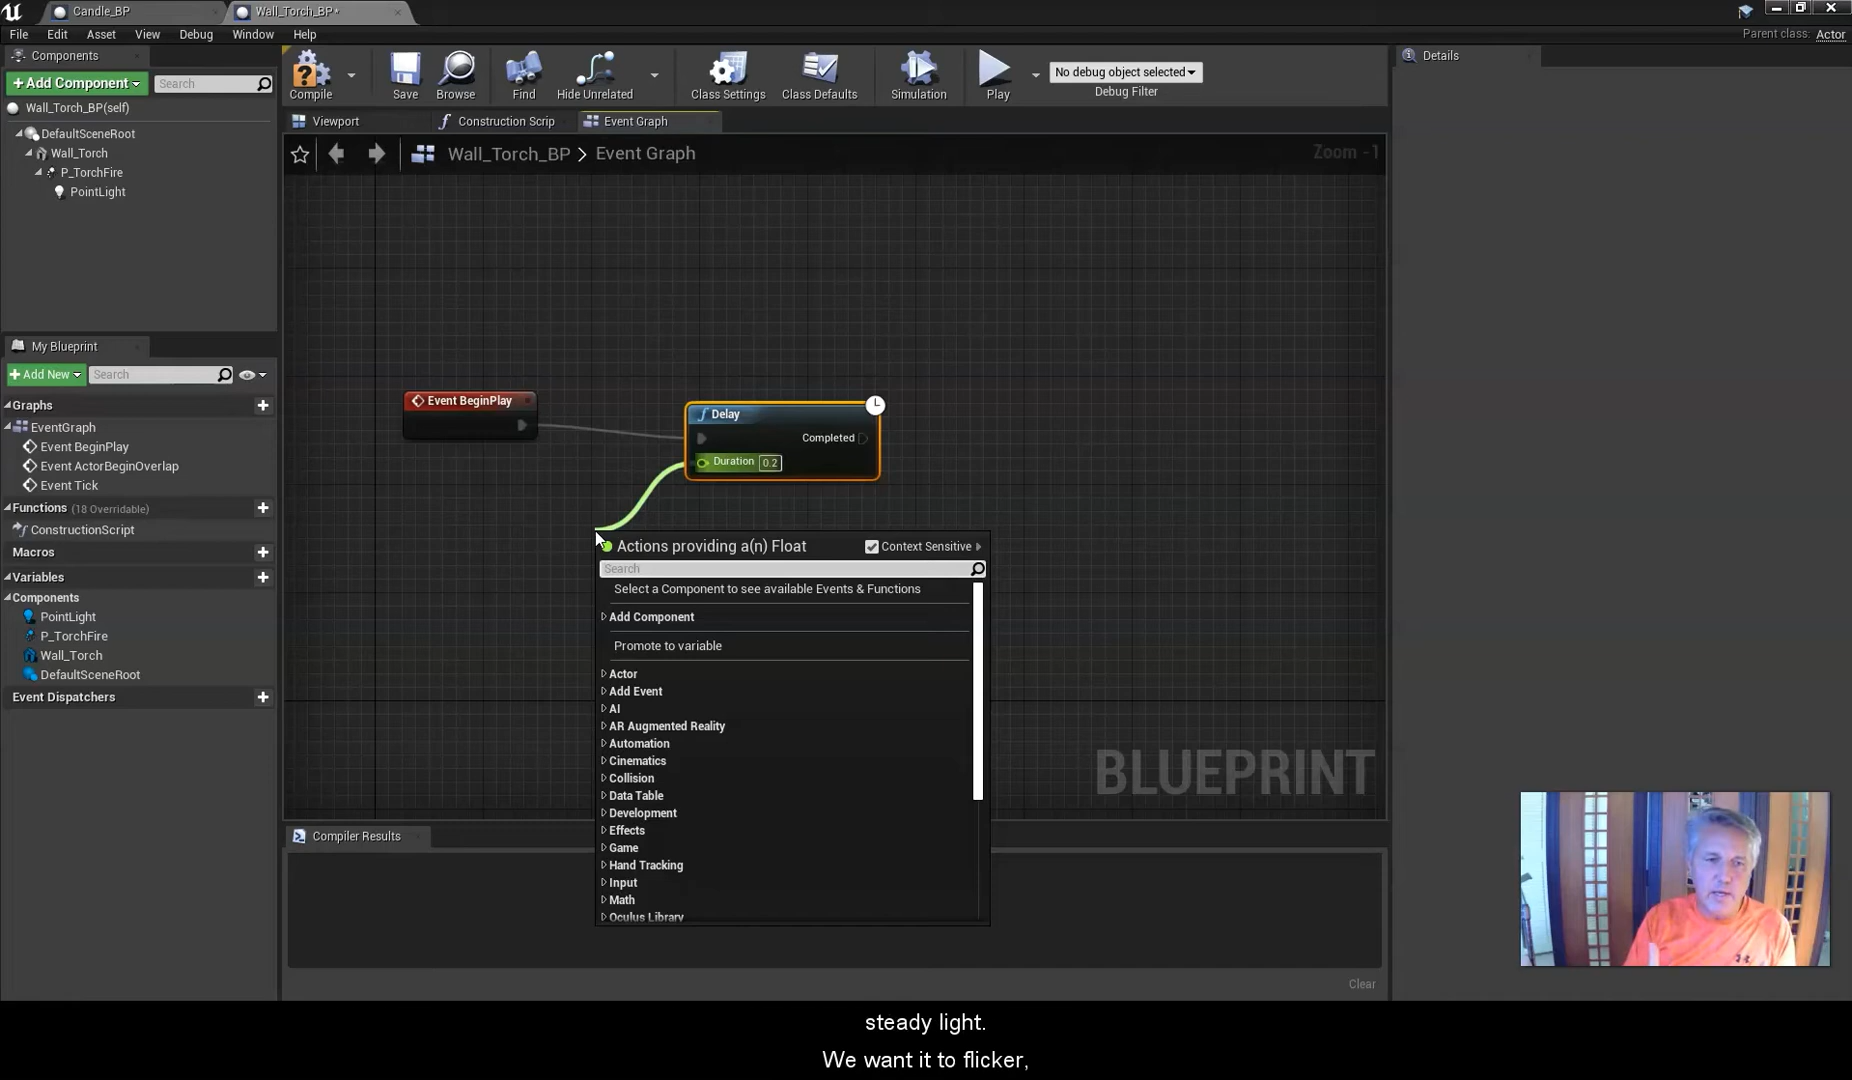 Candle_BP
Wall_Torch_BP*
File Edit Asset View Debug Window Help
Parent class: Actor
Components
+Add Component
Search
Wall_Torch_BP(self)
DefaultSceneRoot
Wall_Torch
P_TorchFire
PointLight
Compile
Save
Browse
Find
Hide Unrelated
Class Settings
Class Defaults
Simulation
Play
No debug object selected
Debug Filter
Details
Viewport
Construction Scrip
Event Graph
Wall_Torch_BP > Event Graph
Zoom -1
My Blueprint
+Add New
Search
Graphs
EventGraph
Event BeginPlay
Event ActorBeginOverlap
Event Tick
Functions (18 Overridable)
ConstructionScript
Macros
Variables
Components
PointLight
P_TorchFire
Wall_Torch
DefaultSceneRoot
Event Dispatchers
Event BeginPlay
Delay
Completed
Duration 0.2
Actions providing a(n) Float
Context Sensitive
Search
Select a Component to see available Events & Functions
Add Component
Promote to variable
Actor
Add Event
AI
AR Augmented Reality
Automation
Cinematics
Collision
Data Table
Development
Effects
Game
Hand Tracking
Input
Math
Oculus Library
BLUEPRINT
Compiler Results
Clear
steady light.
We want it to flicker,